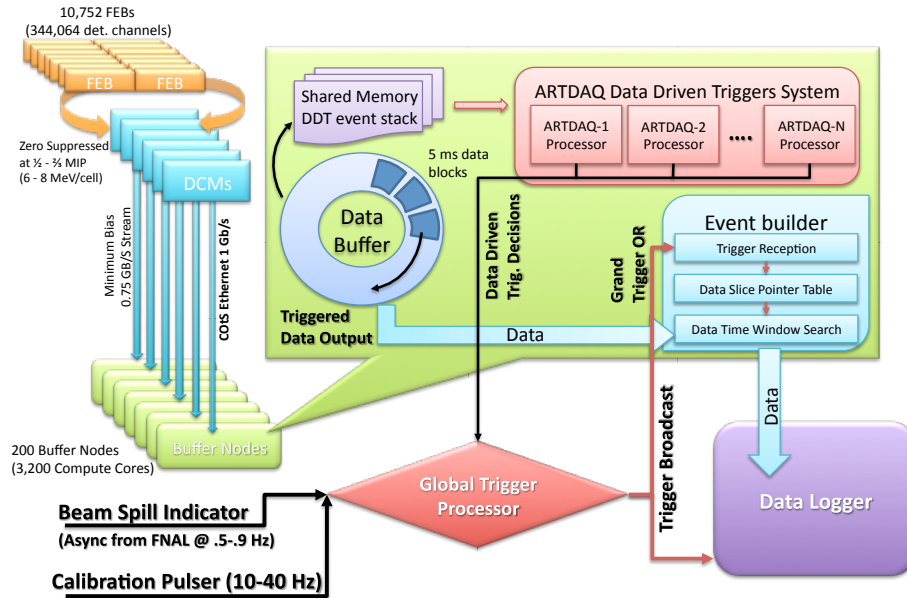 10,752 FEBs
(344,064 det. channels)
FEB FEB
Zero Suppressed
at ½ - ⅔ MIP
(6 - 8 MeV/cell)
DCMs
Minimum Bias
0.75 GB/S Stream
COtS Ethernet 1 Gb/s
Buffer Nodes
200 Buffer Nodes
(3,200 Compute Cores)
Shared Memory
DDT event stack
5 ms data
blocks
Data
Buffer
Triggered
Data Output
ARTDAQ Data Driven Triggers System
ARTDAQ-1
Processor
ARTDAQ-2
Processor
....
ARTDAQ-N
Processor
Data Driven
Trig. Decisions
Grand
Trigger OR
Event builder
Trigger Reception
Data Slice Pointer Table
Data Time Window Search
Data
Data
Trigger Broadcast
Global Trigger
Processor
Data Logger
Beam Spill Indicator
(Async from FNAL @ .5-.9 Hz)
Calibration Pulser (10-40 Hz)